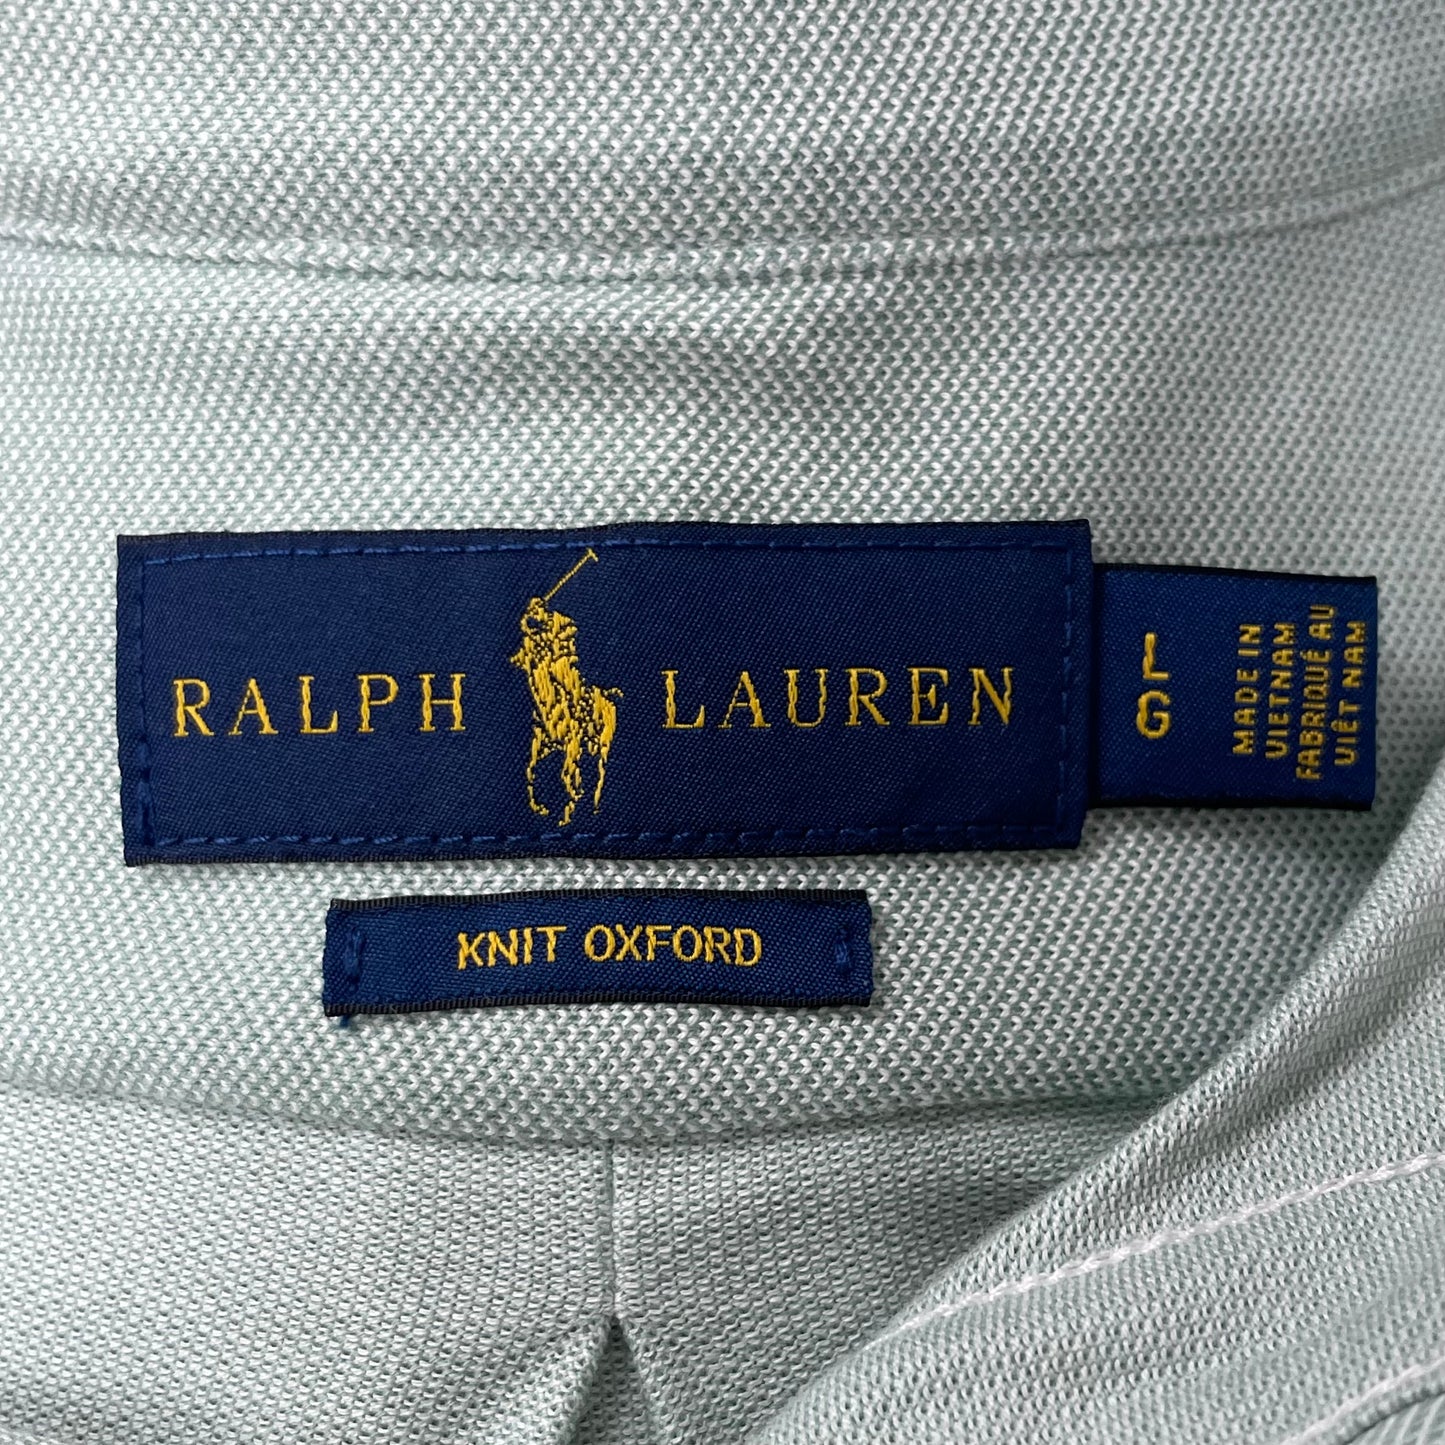 RALPH LAUREN
L
G
MADE IN
VIETNAM
FABRIQUÉ AU
VIÊT NAM
KNIT OXFORD